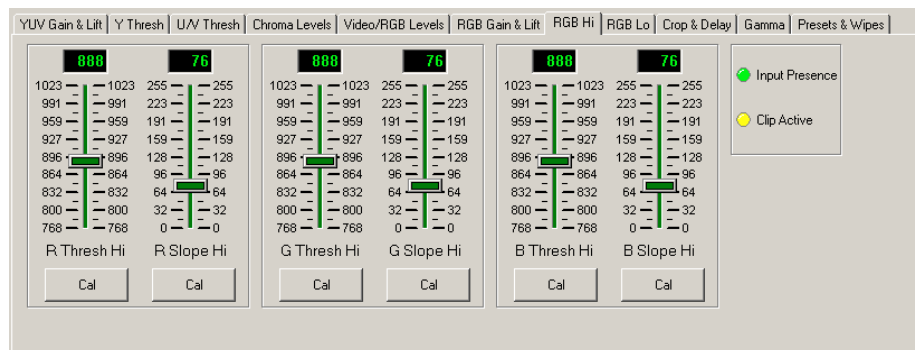 YUV Gain & Lift Y Thresh U/V Thresh Chroma Levels Video/RGB Levels RGB Gain & Lift RGB Hi RGB Lo Crop & Delay Gamma Presets & Wipes
888 76 888 76 888 76
1023 1023 255 255 1023 1023 255 255 1023 1023 255 255
991 991 223 223 991 991 223 223 991 991 223 223
959 959 191 191 959 959 191 191 959 959 191 191
927 927 159 159 927 927 159 159 927 927 159 159
896 896 128 128 896 896 128 128 896 896 128 128
864 864 96 96 864 864 96 96 864 864 96 96
832 832 64 64 832 832 64 64 832 832 64 64
800 800 32 32 800 800 32 32 800 800 32 32
768 768 0 0 768 768 0 0 768 768 0 0
R Thresh Hi R Slope Hi G Thresh Hi G Slope Hi B Thresh Hi B Slope Hi
Cal Cal Cal Cal Cal Cal
Input Presence
Clip Active